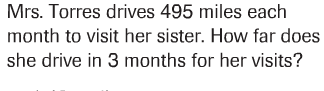 Mrs. Torres drives 495 miles each
month to visit her sister. How far does
she drive in 3 months for her visits?